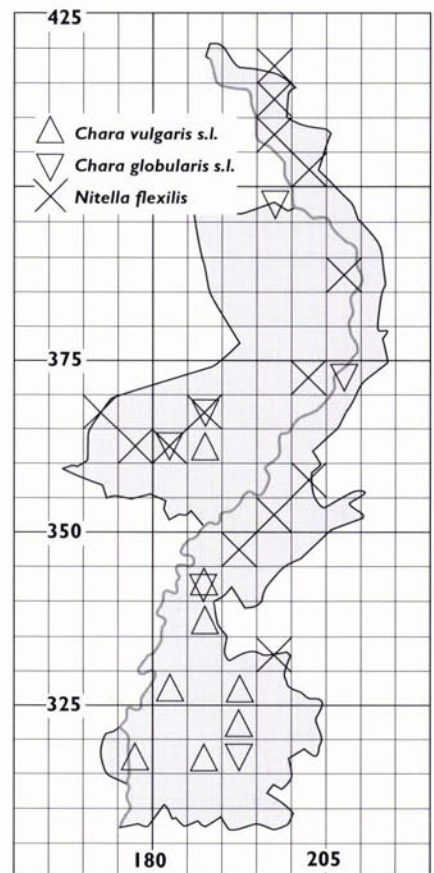 425
Chara vulgaris s.l.
Chara globularis s.l.
Nitella flexilis
375
350
325
180 205